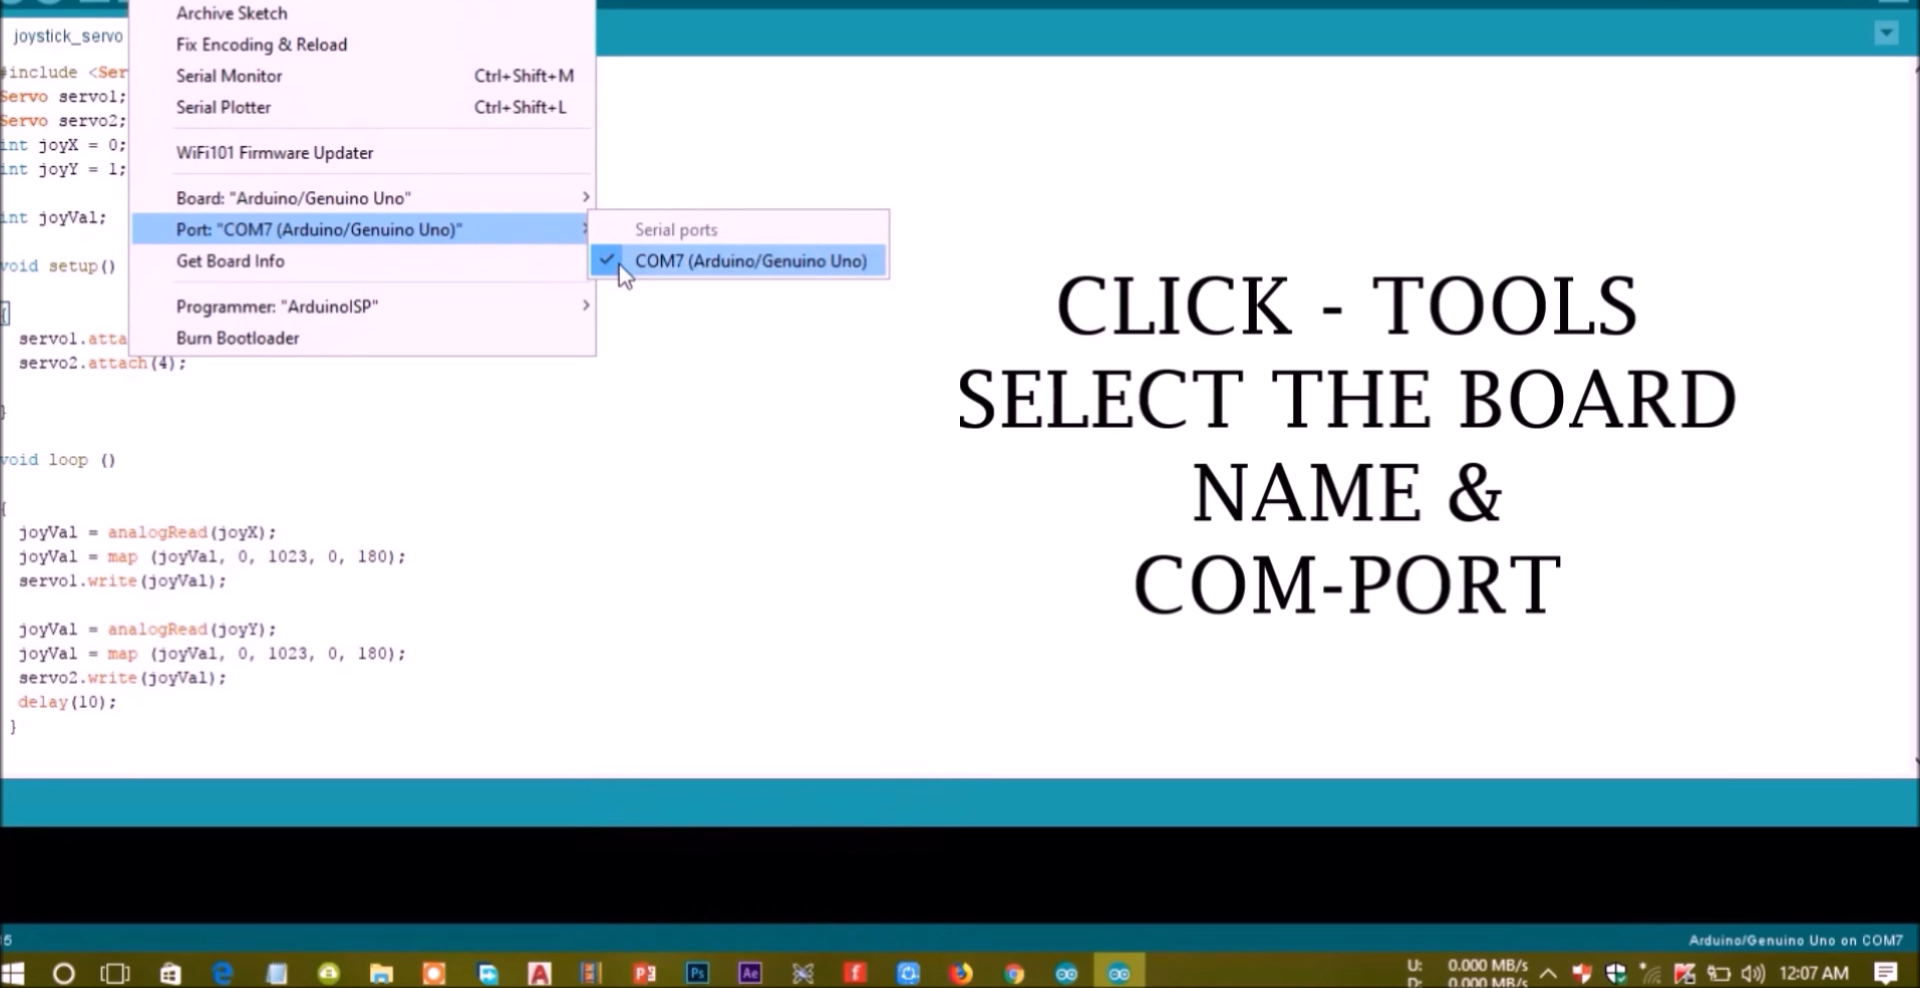 Archive Sketch
Fix Encoding & Reload
Serial Monitor Ctrl+Shift+M
Serial Plotter Ctrl+Shift+L
WiFi101 Firmware Updater
Board: "Arduino/Genuino Uno"
Port: "COM7 (Arduino/Genuino Uno)"
Get Board Info
Programmer: "ArduinoISP"
Burn Bootloader
Serial ports
COM7 (Arduino/Genuino Uno)
joystick_servo
#include <Ser
Servo servo1;
Servo servo2;
int joyX = 0;
int joyY = 1;
int joyVal;
void setup()
{
servo1.atta
servo2.attach(4);
}
void loop ()
{
joyVal = analogRead(joyX);
joyVal = map (joyVal, 0, 1023, 0, 180);
servo1.write(joyVal);
joyVal = analogRead(joyY);
joyVal = map (joyVal, 0, 1023, 0, 180);
servo2.write(joyVal);
delay(10);
}
CLICK - TOOLS
SELECT THE BOARD
NAME &
COM-PORT
Arduino/Genuino Uno on COM7
U: 0.000 MB/s
D: 0.000 MB/s
12:07 AM